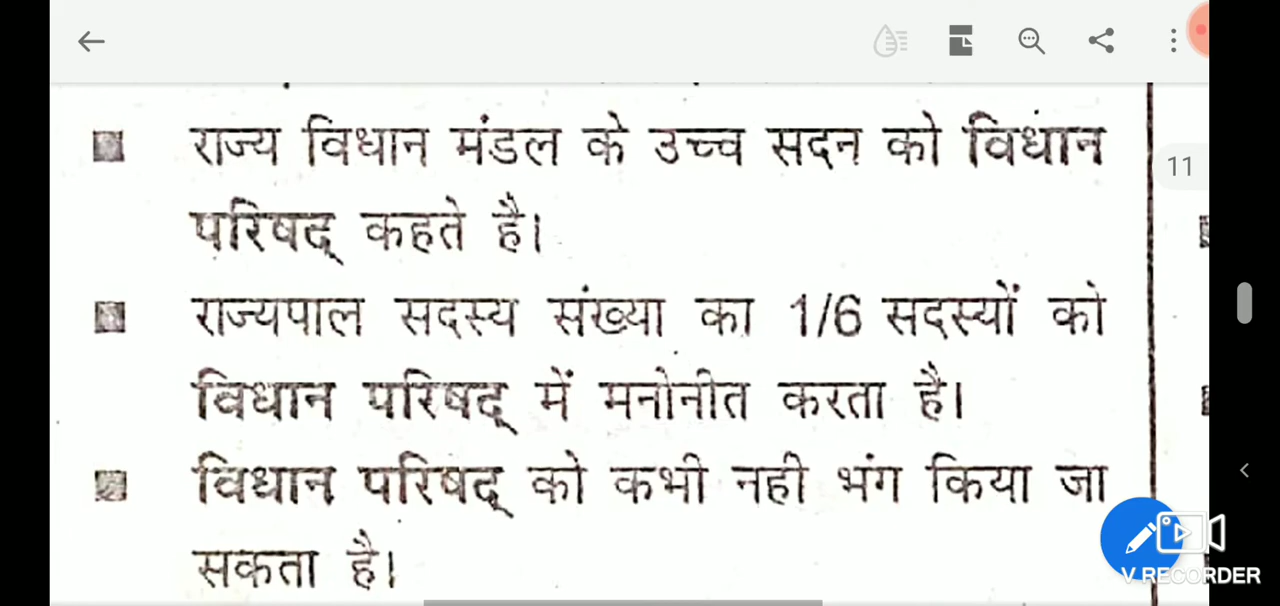 राज्य विधान मंडल के उच्च सदन को विधान
11
परिषद् कहते है।
राज्यपाल सदस्य संख्या का 1/6 सदस्यों को
विधान परिषद् में मनोनीत करता है।
विधान परिषद् को कभी नही भंग किया जा
सकता है।
V RECORDER